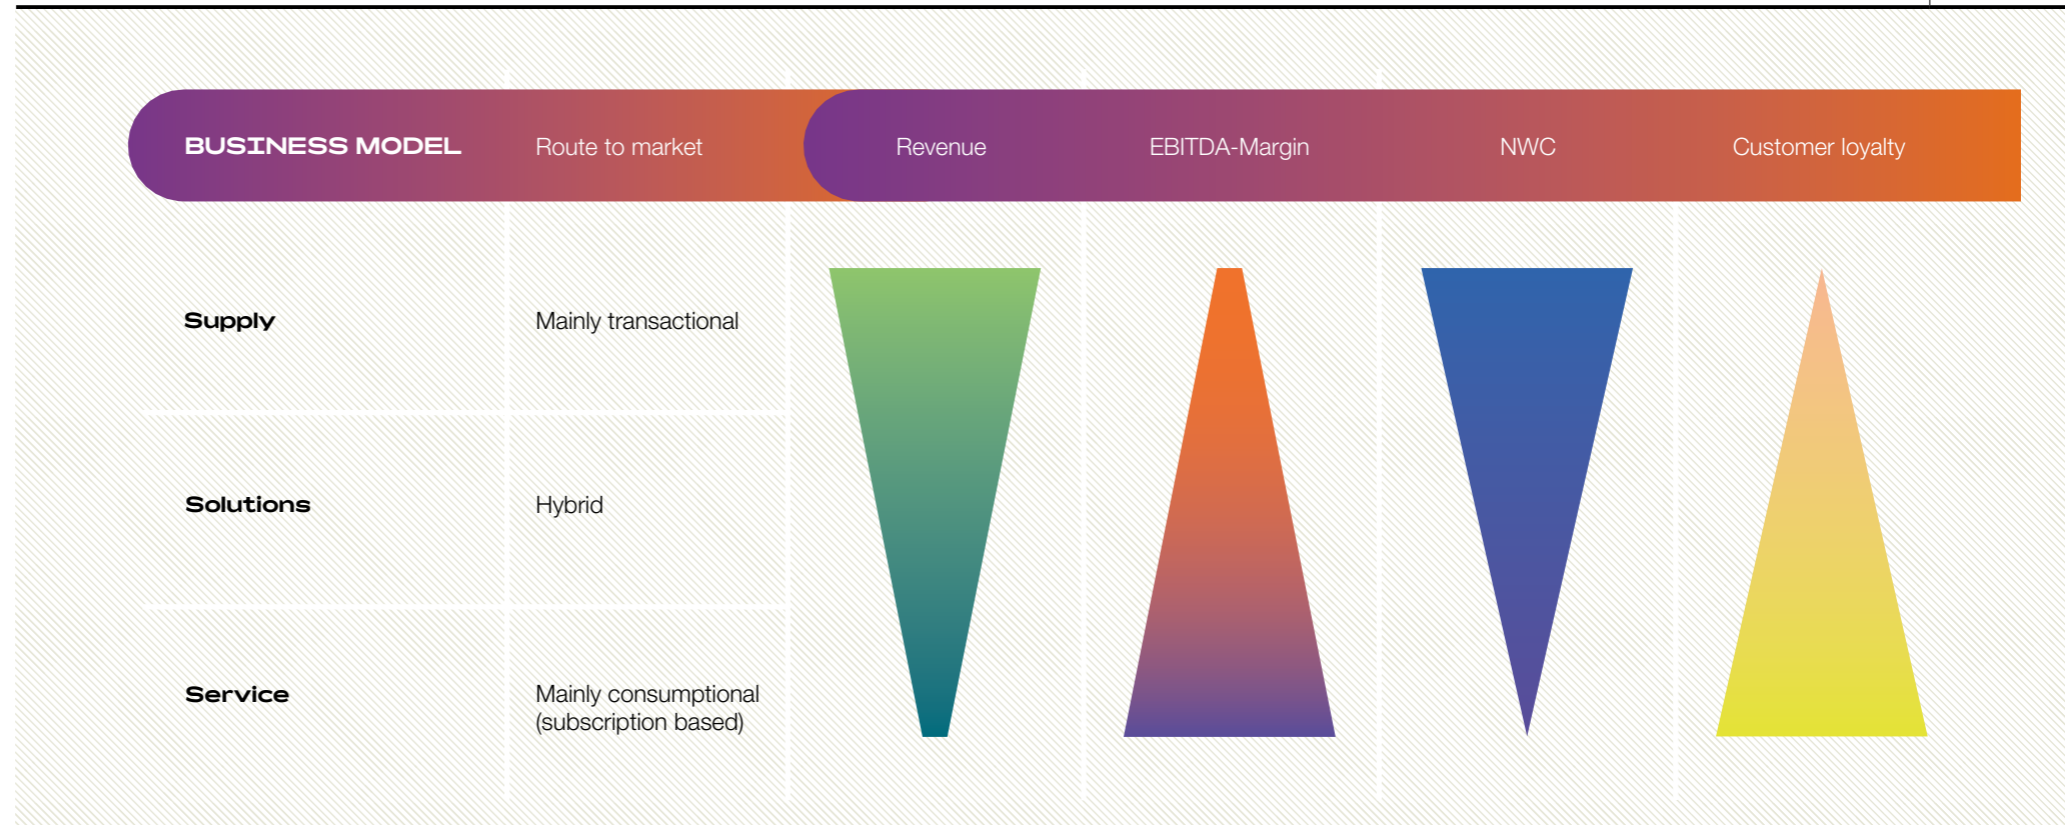 BUSINESS MODEL
Route to market
Revenue
EBITDA-Margin
NWC
Customer loyalty
Supply
Mainly transactional
Solutions
Hybrid
Service
Mainly consumptional
(subscription based)